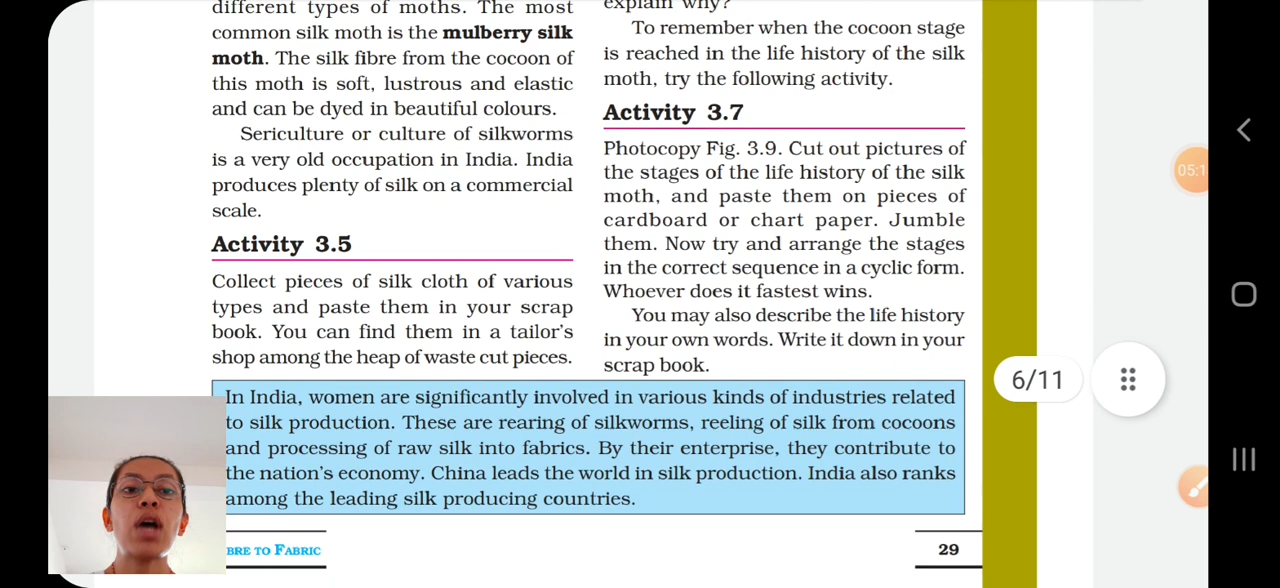 different types of moths. The most
common silk moth is the mulberry silk
moth. The silk fibre from the cocoon of
this moth is soft, lustrous and elastic
and can be dyed in beautiful colours.
Sericulture or culture of silkworms
is a very old occupation in India. India
produces plenty of silk on a commercial
scale.
Activity 3.5
Collect pieces of silk cloth of various
types and paste them in your scrap
book. You can find them in a tailor's
shop among the heap of waste cut pieces.
explain why?
To remember when the cocoon stage
is reached in the life history of the silk
moth, try the following activity.
Activity 3.7
Photocopy Fig. 3.9. Cut out pictures of
the stages of the life history of the silk
moth, and paste them on pieces of
cardboard or chart paper. Jumble
them. Now try and arrange the stages
in the correct sequence in a cyclic form.
Whoever does it fastest wins.
You may also describe the life history
in your own words. Write it down in your
scrap book.
In India, women are significantly involved in various kinds of industries related
to silk production. These are rearing of silkworms, reeling of silk from cocoons
and processing of raw silk into fabrics. By their enterprise, they contribute to
the nation's economy. China leads the world in silk production. India also ranks
among the leading silk producing countries.
BRE TO FABRIC
29
6/11
05:1